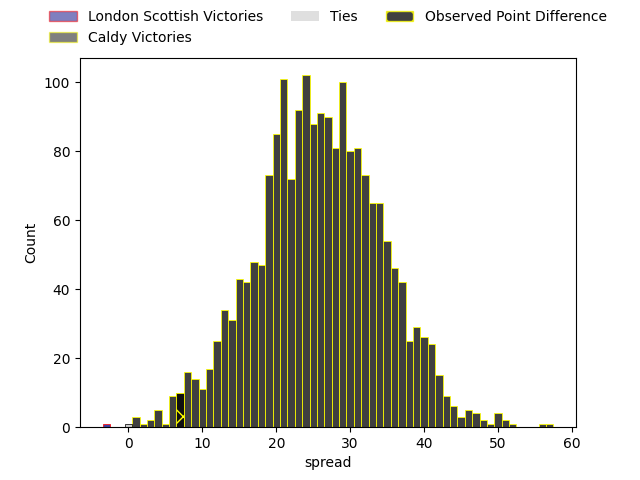 London Scottish Victories
Ties
Observed Point Difference
Caldy Victories
100
80
60
40
20
0
Count
0 10 20 30 40 50 60
spread